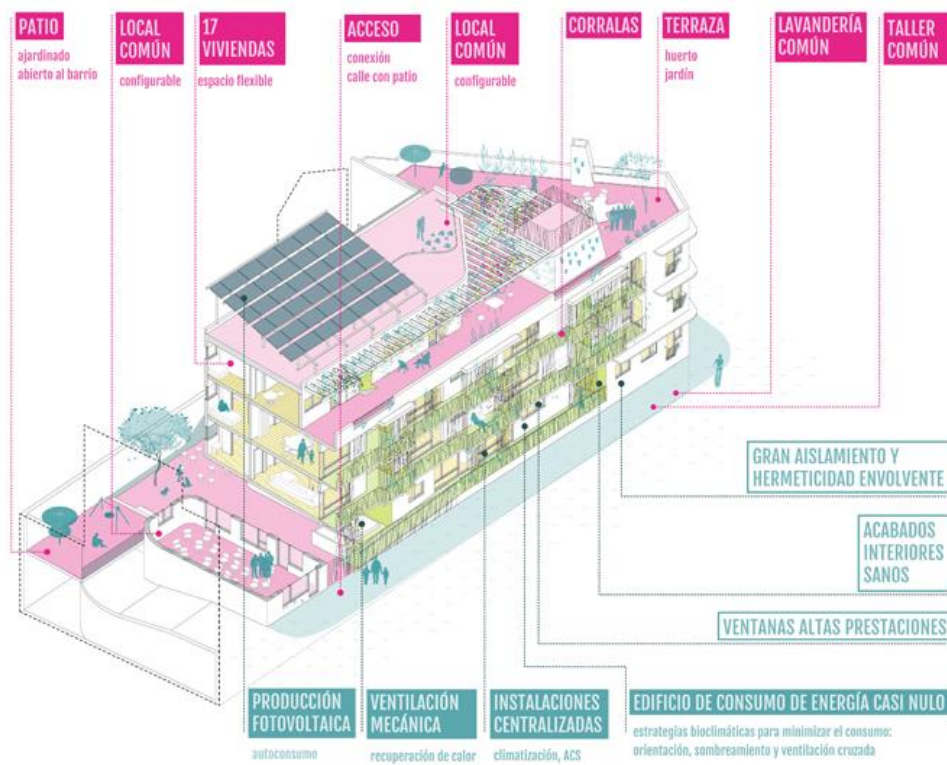 PATIO
ajardinado
abierto al barrio
LOCAL
COMÚN
configurable
17
VIVIENDAS
espacio flexible
ACCESO
conexión
calle con patio
LOCAL
COMÚN
configurable
CORRALAS
TERRAZA
huerto
jardín
LAVANDERÍA
COMÚN
TALLER
COMÚN
GRAN AISLAMIENTO Y
HERMETICIDAD ENVOLVENTE
ACABADOS
INTERIORES
SANOS
VENTANAS ALTAS PRESTACIONES
PRODUCCIÓN
FOTOVOLTAICA
autoconsumo
VENTILACIÓN
MECÁNICA
recuperación de calor
INSTALACIONES
CENTRALIZADAS
climatización, ACS
EDIFICIO DE CONSUMO DE ENERGÍA CASI NULO
estrategias bioclimáticas para minimizar el consumo:
orientación, sombreamiento y ventilación cruzada